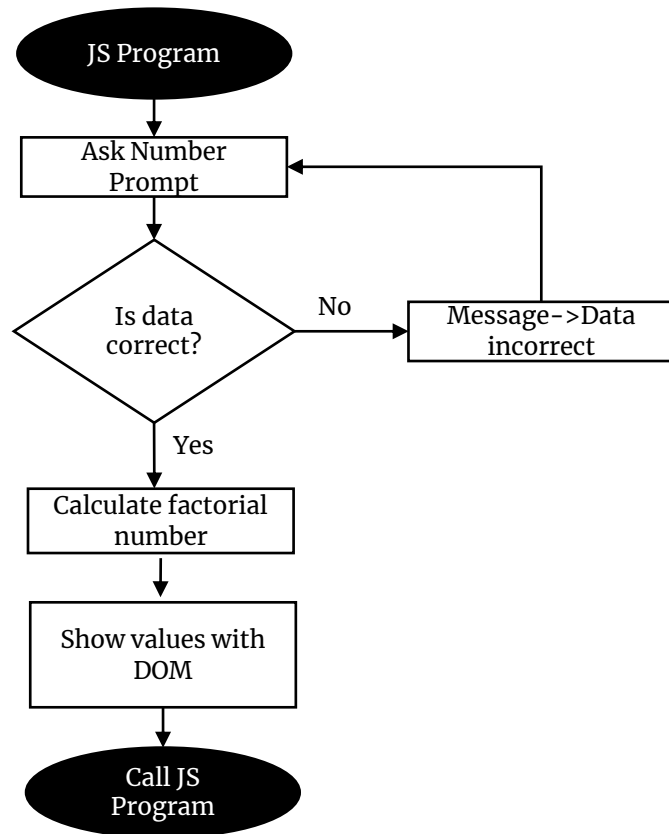 JS Program
Ask Number
Prompt
Is data
correct?
No
Message->Data
incorrect
Yes
Calculate factorial
number
Show values with
DOM
Call JS
Program